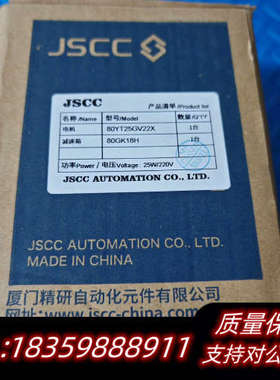 JSCC
JSCC 产品清单/Product list
名称/Name 型号/Model 数量/QTY
电机 80YT25GV22X 1台
减速箱 80GK18H 1台
功率Power / 电压Voltage: 25W/220V
JSCC AUTOMATION CO., LTD.
JSCC AUTOMATION CO., LTD.
MADE IN CHINA
厦门精研自动化元件有限公司
网址:www.jscc-china.com
质量保
:18359888911
支持对公